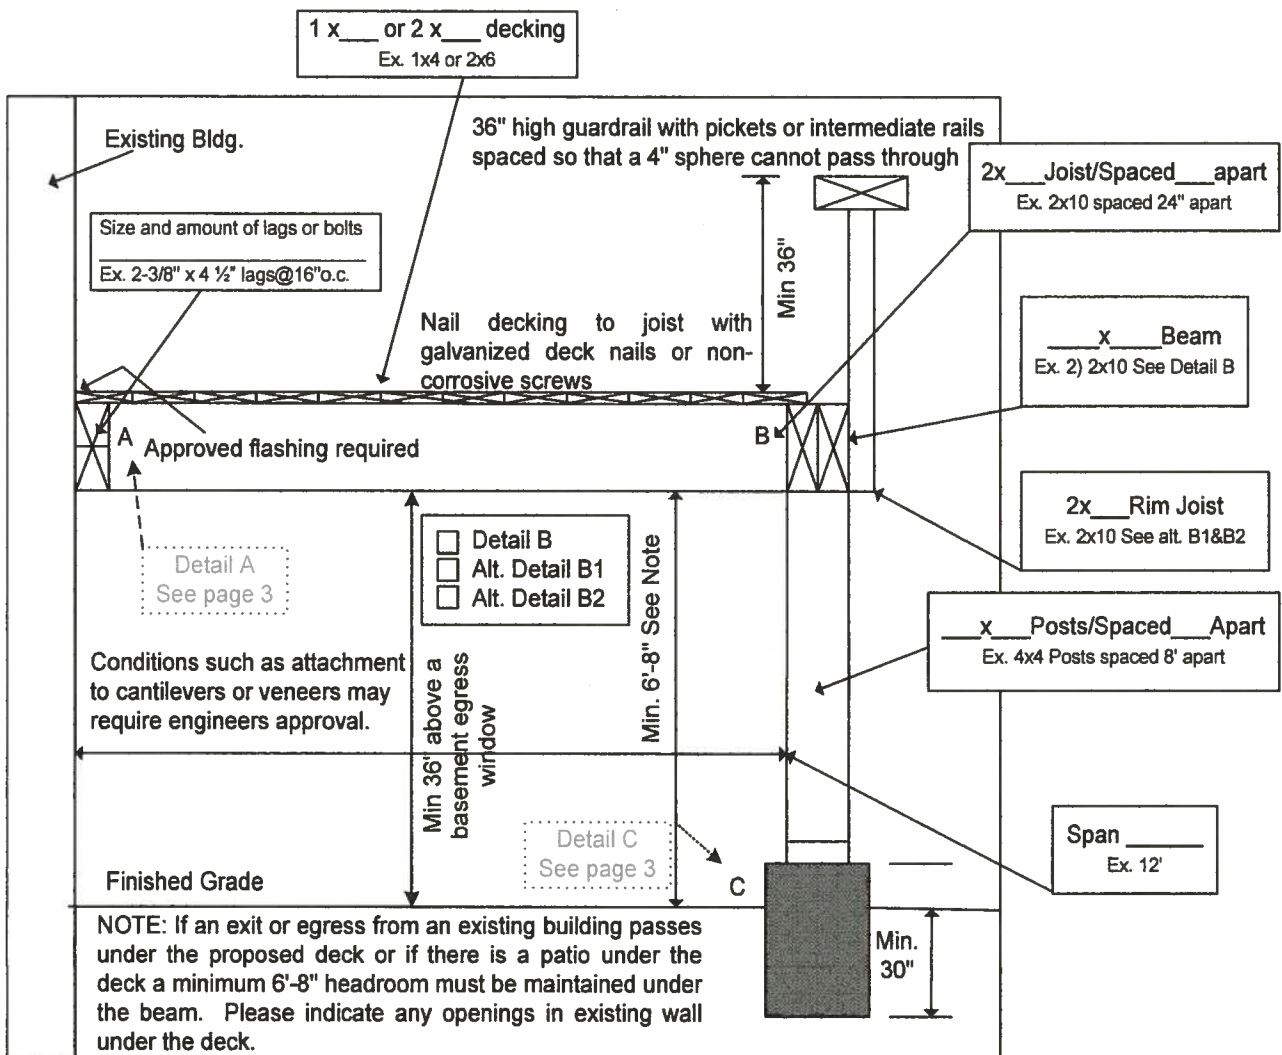 1 x___ or 2 x___ decking
Ex. 1x4 or 2x6
Existing Bldg.
36" high guardrail with pickets or intermediate rails
spaced so that a 4" sphere cannot pass through
2x___Joist/Spaced___apart
Ex. 2x10 spaced 24" apart
Size and amount of lags or bolts
Ex. 2-3/8" x 4 ½" lags@16"o.c.
Min 36"
Nail decking to joist with
galvanized deck nails or non-
corrosive screws
____x____Beam
Ex. 2) 2x10 See Detail B
A
Approved flashing required
B
2x___Rim Joist
Ex. 2x10 See alt. B1&B2
Detail A
See page 3
Detail B
Alt. Detail B1
Alt. Detail B2
Min. 6'-8" See Note
___x___Posts/Spaced___Apart
Ex. 4x4 Posts spaced 8' apart
Conditions such as attachment
to cantilevers or veneers may
require engineers approval.
Min 36" above a
basement egress
window
Span ______
Ex. 12'
Detail C
See page 3
C
Finished Grade
NOTE: If an exit or egress from an existing building passes
under the proposed deck or if there is a patio under the
deck a minimum 6'-8" headroom must be maintained under
the beam. Please indicate any openings in existing wall
under the deck.
Min.
30"